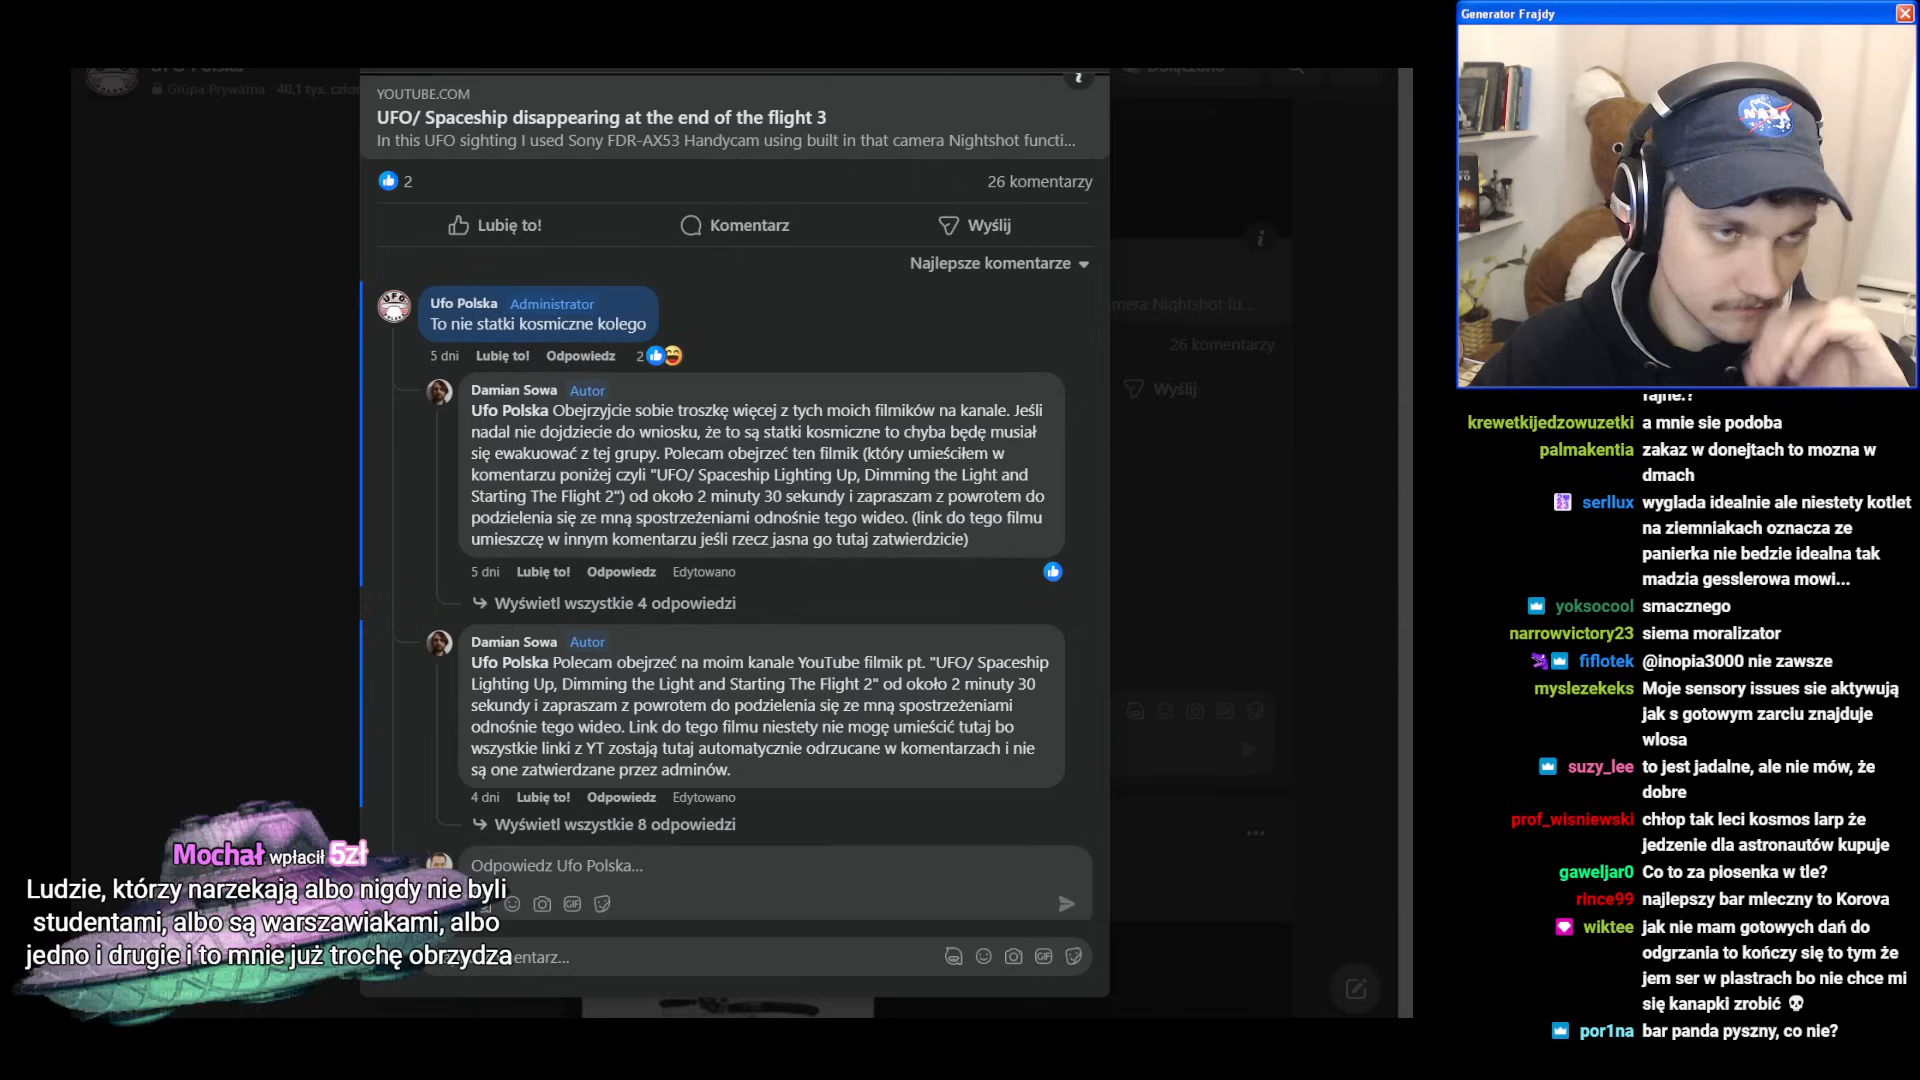 Generator Frajdy
Grupa Prywatna · 40,1 tys. człon
YOUTUBE.COM
UFO/ Spaceship disappearing at the end of the flight 3
In this UFO sighting I used Sony FDR-AX53 Handycam using built in that camera Nightshot functi...
2
26 komentarzy
Lubię to!
Komentarz
Wyślij
Najlepsze komentarze
Ufo Polska Administrator
To nie statki kosmiczne kolego
5 dni Lubię to! Odpowiedz 2
Damian Sowa Autor
Ufo Polska Obejrzyjcie sobie troszkę więcej z tych moich filmików na kanale. Jeśli
nadal nie dojdziecie do wniosku, że to są statki kosmiczne to chyba będę musiał
się ewakuować z tej grupy. Polecam obejrzeć ten filmik (który umieściłem w
komentarzu poniżej czyli "UFO/ Spaceship Lighting Up, Dimming the Light and
Starting The Flight 2") od około 2 minuty 30 sekundy i zapraszam z powrotem do
podzielenia się ze mną spostrzeżeniami odnośnie tego wideo. (link do tego filmu
umieszczę w innym komentarzu jeśli rzecz jasna go tutaj zatwierdzicie)
5 dni Lubię to! Odpowiedz Edytowano
Wyświetl wszystkie 4 odpowiedzi
Damian Sowa Autor
Ufo Polska Polecam obejrzeć na moim kanale YouTube filmik pt. "UFO/ Spaceship
Lighting Up, Dimming the Light and Starting The Flight 2" od około 2 minuty 30
sekundy i zapraszam z powrotem do podzielenia się ze mną spostrzeżeniami
odnośnie tego wideo. Link do tego filmu niestety nie mogę umieścić tutaj bo
wszystkie linki z YT zostają tutaj automatycznie odrzucane w komentarzach i nie
są one zatwierdzane przez adminów.
4 dni Lubię to! Odpowiedz Edytowano
Wyświetl wszystkie 8 odpowiedzi
Odpowiedz Ufo Polska...
GIF
entarz...
GIF
amera Nightshot fu...
26 komentarzy
Wyślij
Mochał wpłacił 5zł
Ludzie, którzy narzekają albo nigdy nie byli
studentami, albo są warszawiakami, albo
jedno i drugie i to mnie już trochę obrzydza
NASA
fajne.?
krewetkijedzowuzetki a mnie sie podoba
palmakentia zakaz w donejtach to mozna w
dmach
serllux wyglada idealnie ale niestety kotlet
na ziemniakach oznacza ze
panierka nie bedzie idealna tak
madzia gesslerowa mowi...
yoksocool smacznego
narrowvictory23 siema moralizator
fiflotek @inopia3000 nie zawsze
myslezekeks Moje sensory issues sie aktywują
jak s gotowym zarciu znajduje
wlosa
suzy_lee to jest jadalne, ale nie mów, że
dobre
prof_wisniewski chłop tak leci kosmos larp że
jedzenie dla astronautów kupuje
gaweljar0 Co to za piosenka w tle?
rince99 najlepszy bar mleczny to Korova
wiktee jak nie mam gotowych dań do
odgrzania to kończy się to tym że
jem ser w plastrach bo nie chce mi
się kanapki zrobić 💀
por1na bar panda pyszny, co nie?